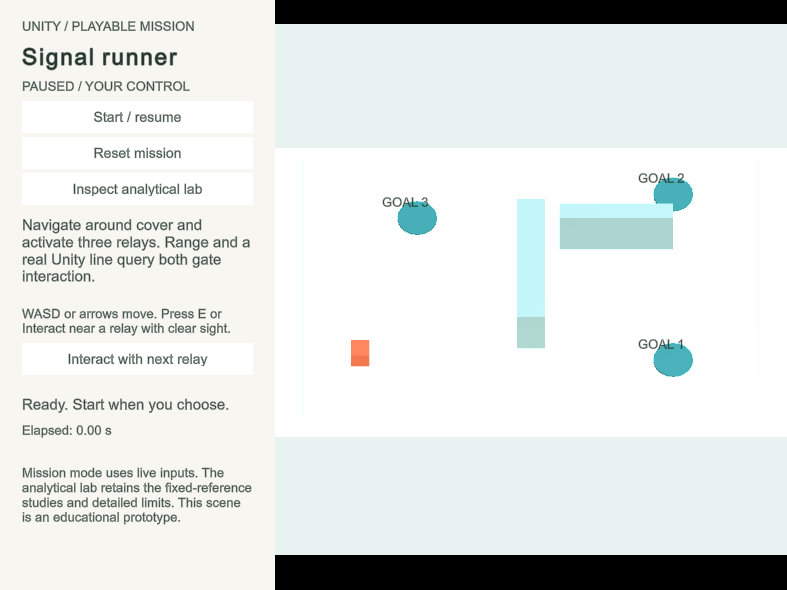 UNITY / PLAYABLE MISSION
Signal runner
PAUSED / YOUR CONTROL
Start / resume
Reset mission
Inspect analytical lab
Navigate around cover and
activate three relays. Range and a
real Unity line query both gate
interaction.
WASD or arrows move. Press E or
Interact near a relay with clear sight.
Interact with next relay
Ready. Start when you choose.
Elapsed: 0.00 s
Mission mode uses live inputs. The
analytical lab retains the fixed-reference
studies and detailed limits. This scene
is an educational prototype.
GOAL 2
GOAL 3
GOAL 1